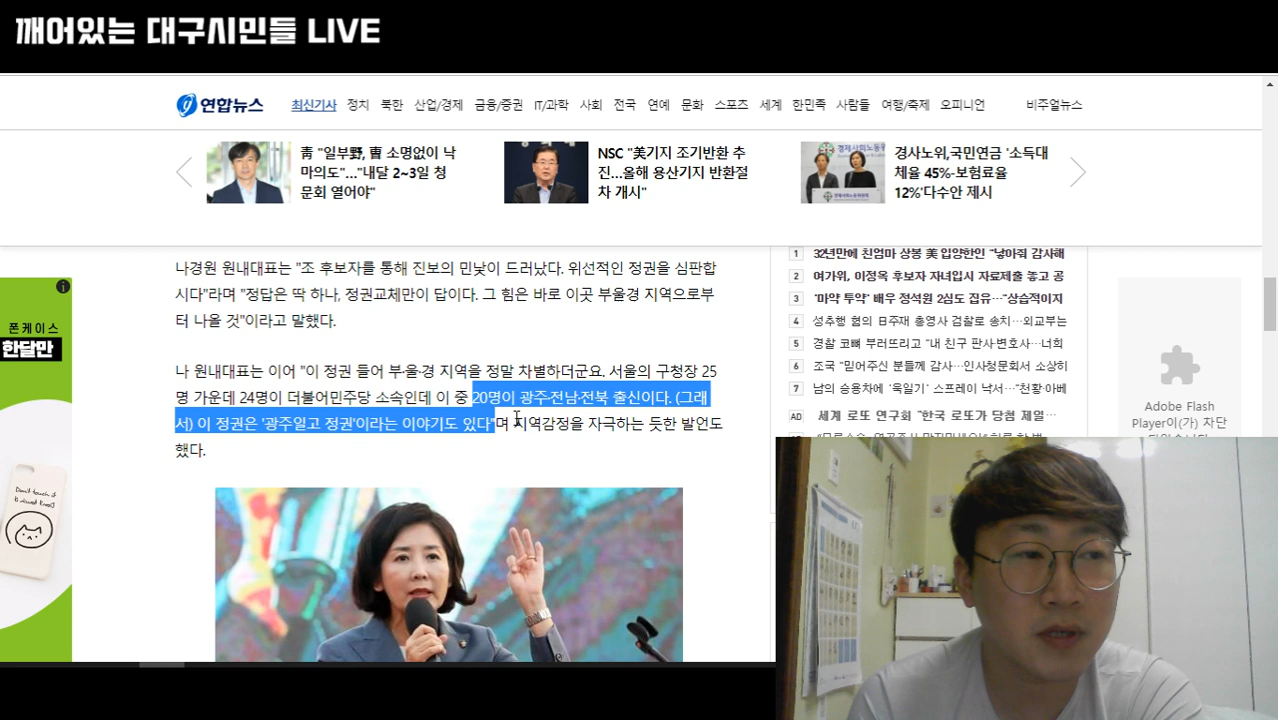 깨어있는 대구시민들 LIVE
연합뉴스
최신기사 정치 북한 산업/경제 금융/증권 IT/과학 사회 전국 연예 문화 스포츠 세계 한민족 사람들 여행/축제 오피니언 비주얼뉴스
靑 "일부野, 曺 소명없이 낙
마의도"…"내달 2~3일 청
문회 열어야"
NSC "美기지 조기반환 추
진…올해 용산기지 반환절
차 개시"
경사노위,국민연금 '소득대
체율 45%-보험료율
12%'다수안 제시
나경원 원내대표는 "조 후보자를 통해 진보의 민낯이 드러났다. 위선적인 정권을 심판합
시다"라며 "정답은 딱 하나, 정권교체만이 답이다. 그 힘은 바로 이곳 부울경 지역으로부
터 나올 것"이라고 말했다.
나 원내대표는 이어 "이 정권 들어 부·울·경 지역을 정말 차별하더군요. 서울의 구청장 25
명 가운데 24명이 더불어민주당 소속인데 이 중 20명이 광주·전남·전북 출신이다. (그래
서) 이 정권은 '광주일고 정권'이라는 이야기도 있다"며 지역감정을 자극하는 듯한 발언도
했다.
1 32년만에 친엄마 상봉 美 입양한인 "낳아줘 감사해
2 여가위, 이정옥 후보자 자녀입시 자료제출 놓고 공
3 '마약 투약' 배우 정석원 2심도 집유…"상습적이지
4 성추행 혐의 日주재 총영사 검찰로 송치…외교부는
5 경찰 코뼈 부러뜨리고 "내 친구 판사·변호사…너희
6 조국 "믿어주신 분들께 감사…인사청문회서 소상히
7 남의 승용차에 '욱일기' 스프레이 낙서…"천황·아베
AD 세계 로또 연구회 "한국 로또가 당첨 제일…
Adobe Flash
Player이(가) 차단
폰케이스
한달만
Don't touch it